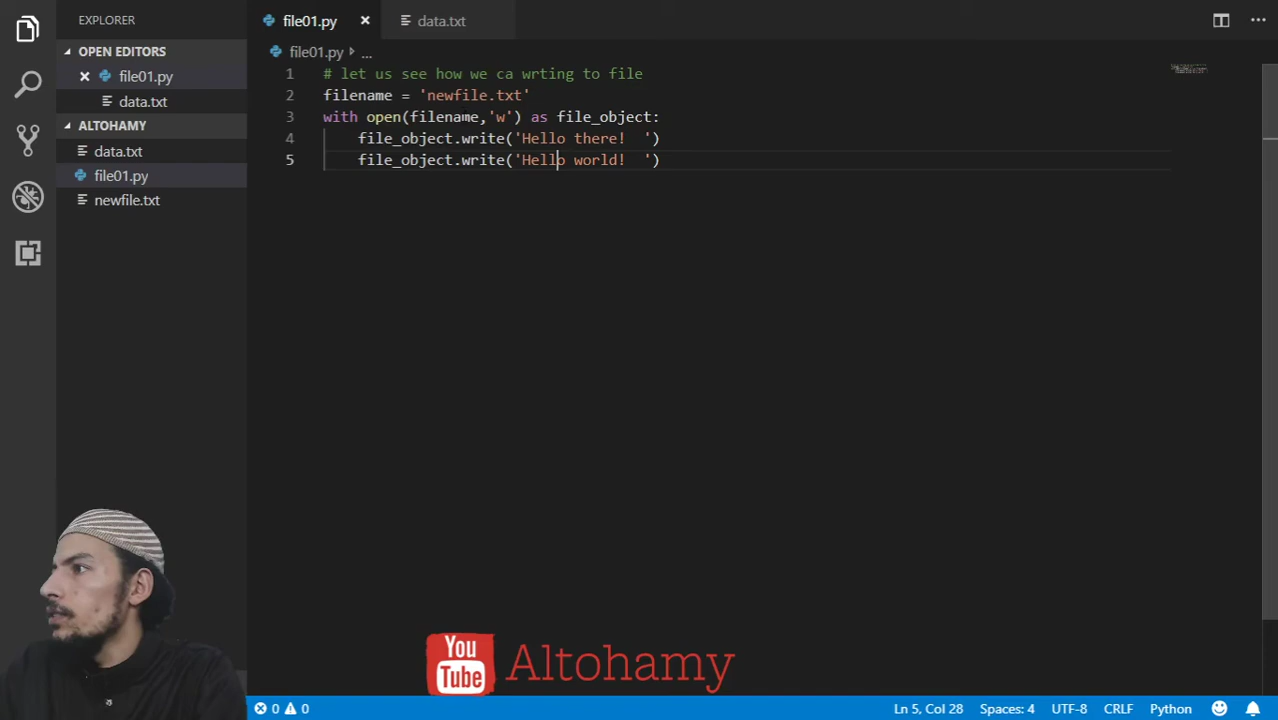 EXPLORER
OPEN EDITORS
file01.py
data.txt
ALTOHAMY
data.txt
file01.py
newfile.txt
file01.py
data.txt
file01.py
...
1 # let us see how we ca wrting to file
2 filename = 'newfile.txt'
3 with open(filename,'w') as file_object:
4 file_object.write('Hello there!  ')
5 file_object.write('Hello world!  ')
You
Tube
Altohamy
0 0
Ln 5, Col 28
Spaces: 4
UTF-8
CRLF
Python